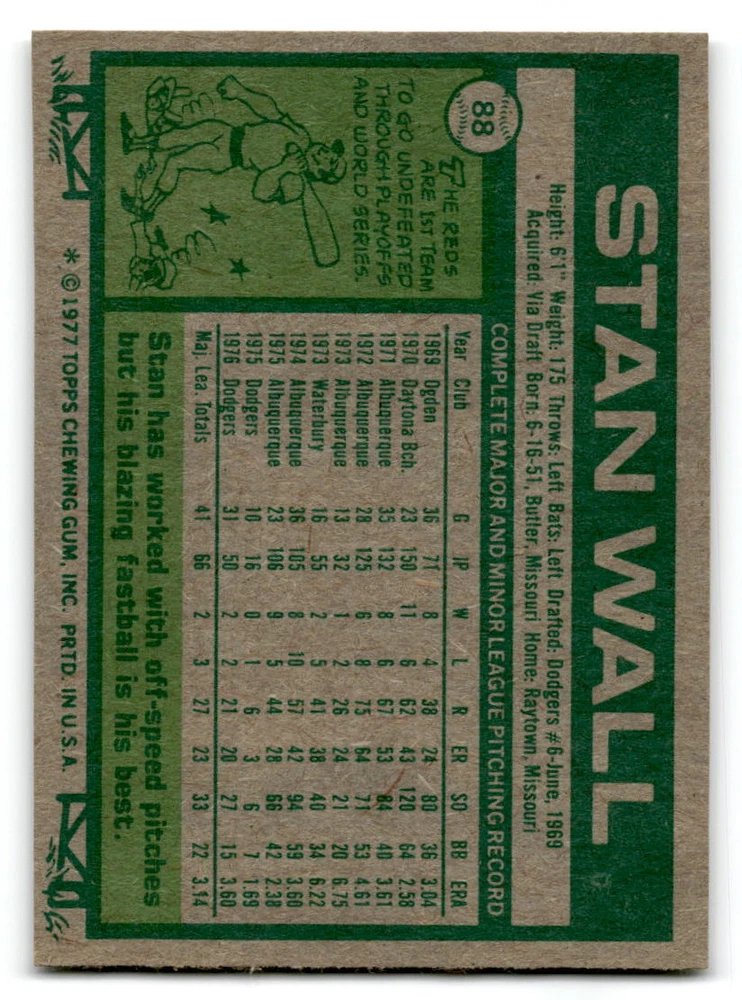 88
STAN WALL
Height: 6'1" Weight: 175 Throws: Left Bats: Left Drafted: Dodgers #6-June, 1969
Acquired: Via Draft Born: 6-16-51, Butler, Missouri Home: Raytown, Missouri
COMPLETE MAJOR AND MINOR LEAGUE PITCHING RECORD
THE REDS
ARE 1ST TEAM
TO GO UNDEFEATED
THROUGH PLAYOFFS
AND WORLD SERIES.
Year Club G IP W L R ER SO BB ERA
1969 Ogden 36 71 8 4 38 24 80 36 3.04
1970 Daytona Bch. 23 150 11 6 62 43 120 64 2.58
1971 Albuquerque 35 132 8 6 67 53 84 40 3.61
1972 Albuquerque 28 125 6 8 75 64 71 53 4.61
1973 Albuquerque 13 32 1 2 26 24 21 20 6.75
1973 Waterbury 16 55 2 5 41 38 40 34 6.22
1974 Albuquerque 36 105 8 10 57 42 94 59 3.60
1975 Albuquerque 23 106 9 5 44 28 66 42 2.38
1975 Dodgers 10 16 0 1 6 3 6 7 1.69
1976 Dodgers 31 50 2 2 21 20 27 15 3.60
Maj. Lea. Totals 41 66 2 3 27 23 33 22 3.14
Stan has worked with off-speed pitches
but his blazing fastball is his best.
* © 1977 TOPPS CHEWING GUM, INC. PRTD. IN U.S.A.